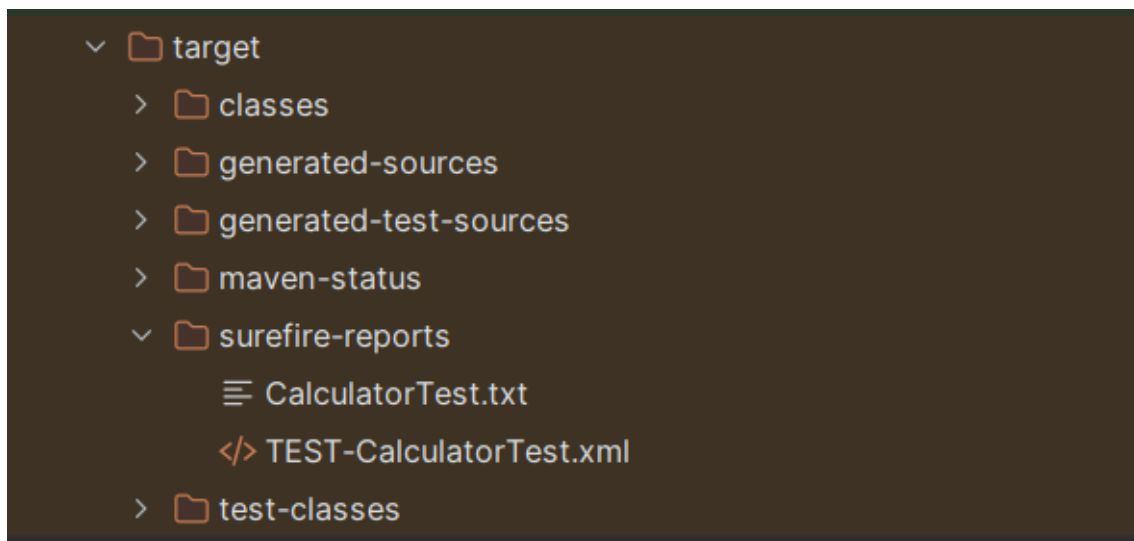 target
classes
generated-sources
generated-test-sources
maven-status
surefire-reports
CalculatorTest.txt
TEST-CalculatorTest.xml
test-classes